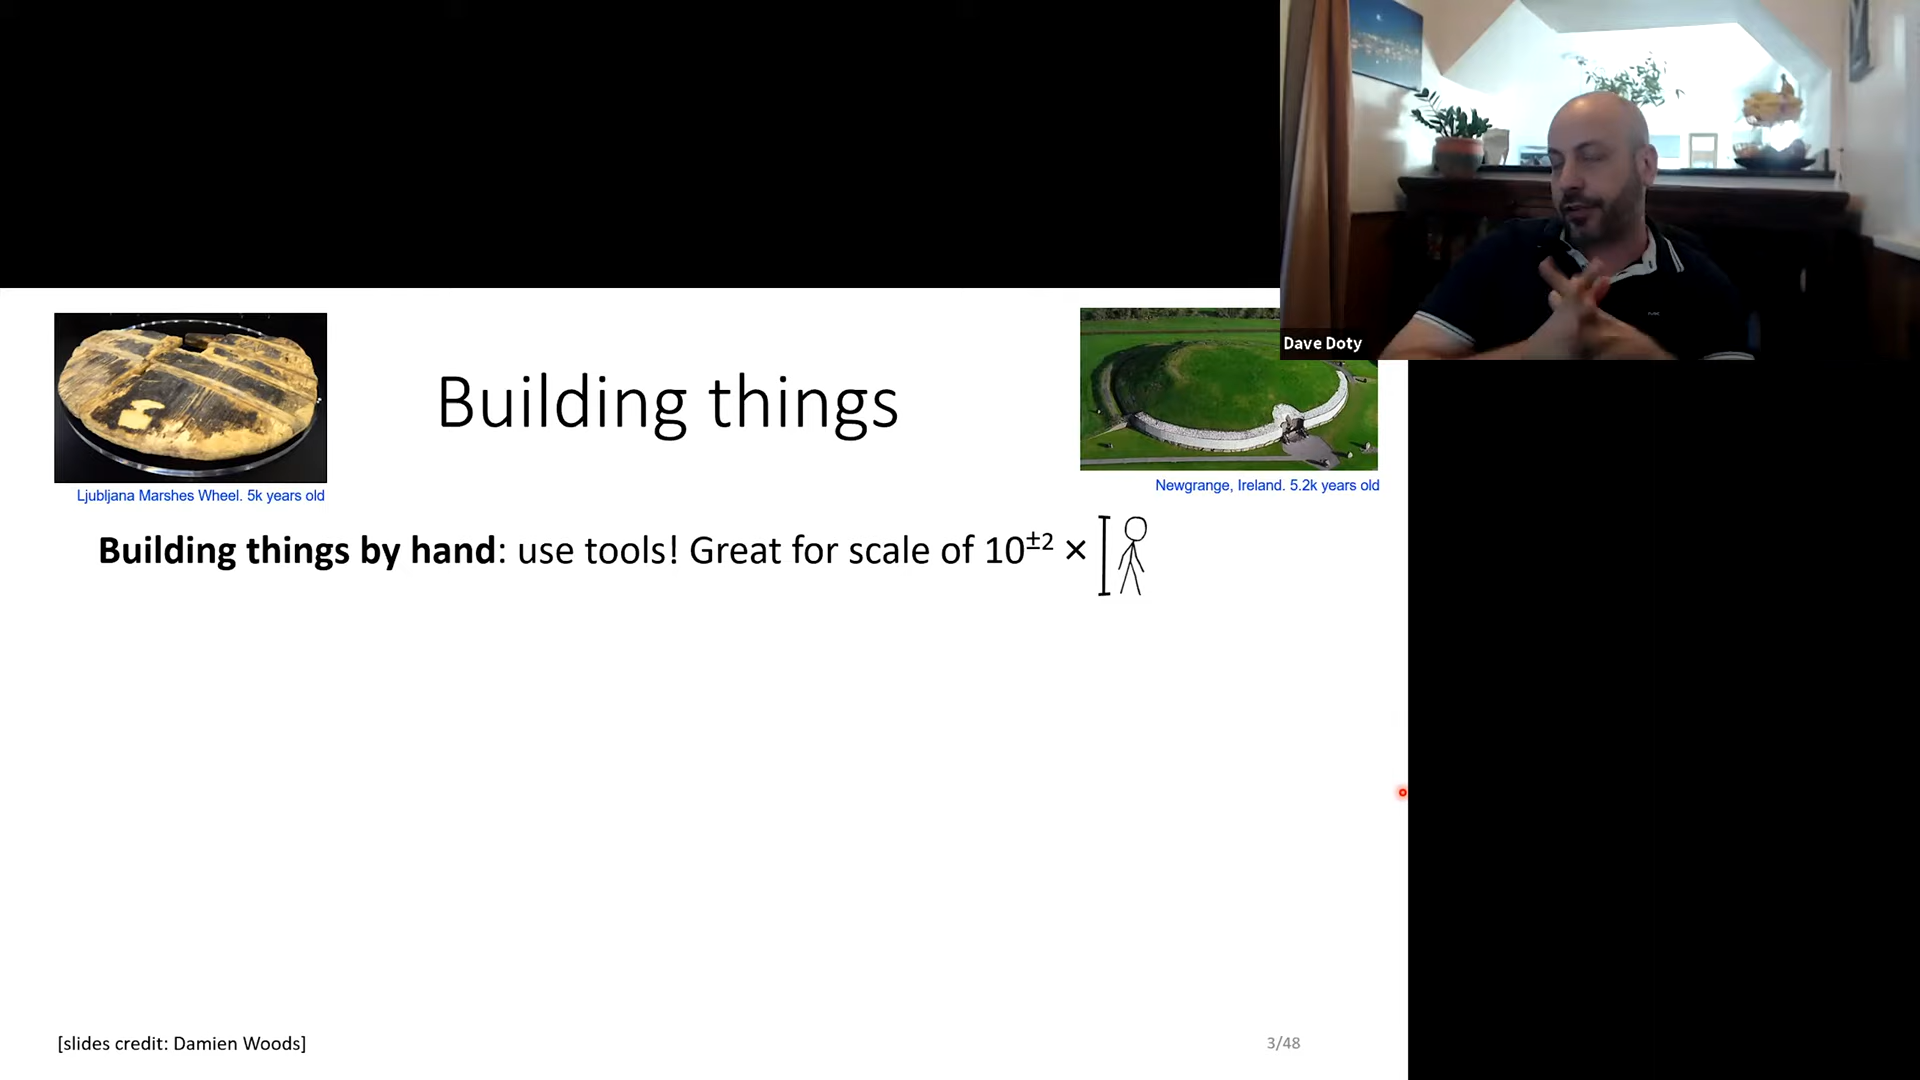 Dave Doty
Building things
Ljubljana Marshes Wheel. 5k years old
Newgrange, Ireland. 5.2k years old
Building things by hand: use tools! Great for scale of 10±2 ×
[slides credit: Damien Woods]
3/48